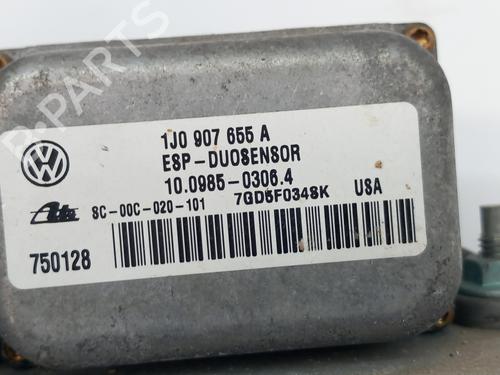 B-PARTS
1J0 907 655 A
ESP-DUOSENSOR
10.0985-0306.4
Ate SC-00C-020-101 7GD5F034SK USA
750128